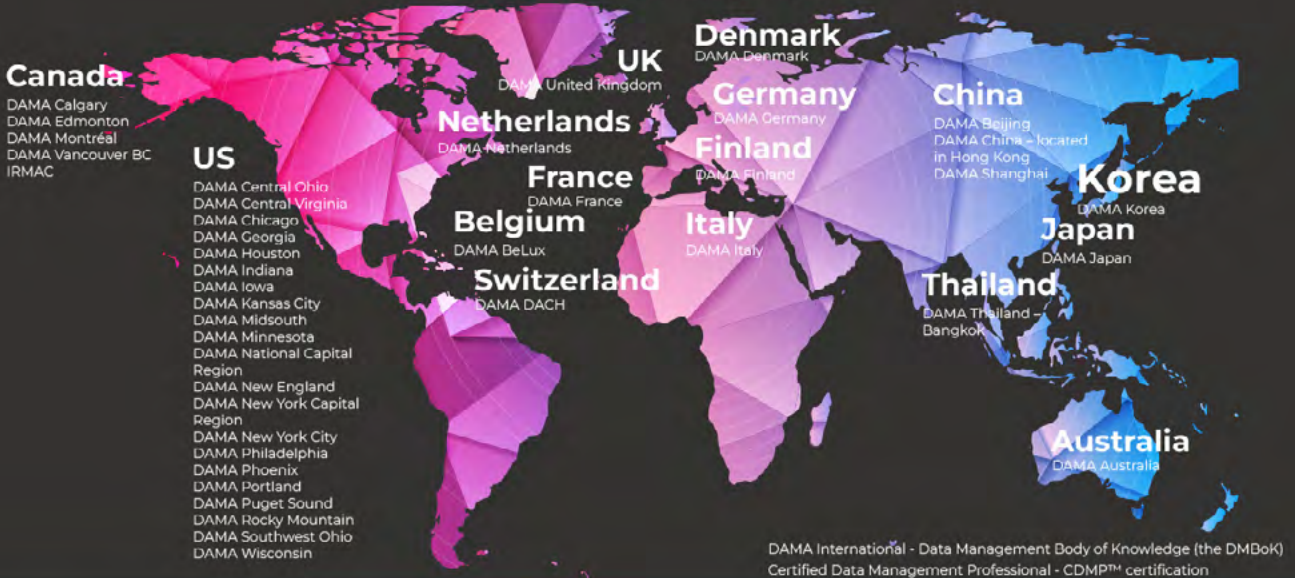 Canada
DAMA Calgary
DAMA Edmonton
DAMA Montréal
DAMA Vancouver BC
IRMAC
US
DAMA Central Ohio
DAMA Central Virginia
DAMA Chicago
DAMA Georgia
DAMA Houston
DAMA Indiana
DAMA Iowa
DAMA Kansas City
DAMA Midsouth
DAMA Minnesota
DAMA National Capital
Region
DAMA New England
DAMA New York Capital
Region
DAMA New York City
DAMA Philadelphia
DAMA Phoenix
DAMA Portland
DAMA Puget Sound
DAMA Rocky Mountain
DAMA Southwest Ohio
DAMA Wisconsin
UK
DAMA United Kingdom
Netherlands
DAMA Netherlands
France
DAMA France
Belgium
DAMA BeLux
Switzerland
DAMA DACH
Denmark
DAMA Denmark
Germany
DAMA Germany
Finland
DAMA Finland
Italy
DAMA Italy
China
DAMA Beijing
DAMA China – located
in Hong Kong
DAMA Shanghai
Korea
DAMA Korea
Japan
DAMA Japan
Thailand
DAMA Thailand –
Bangkok
Australia
DAMA Australia
DAMA International - Data Management Body of Knowledge (the DMBoK)
Certified Data Management Professional - CDMP™ certification